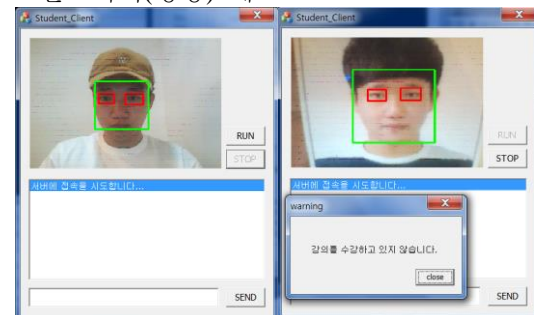 Student_Client
RUN
STOP
서버에 접속을 시도합니다...
SEND
Student_Client
RUN
STOP
서버에 접속을 시도합니다...
warning
강의를 수강하고 있지 않습니다.
close
SEND